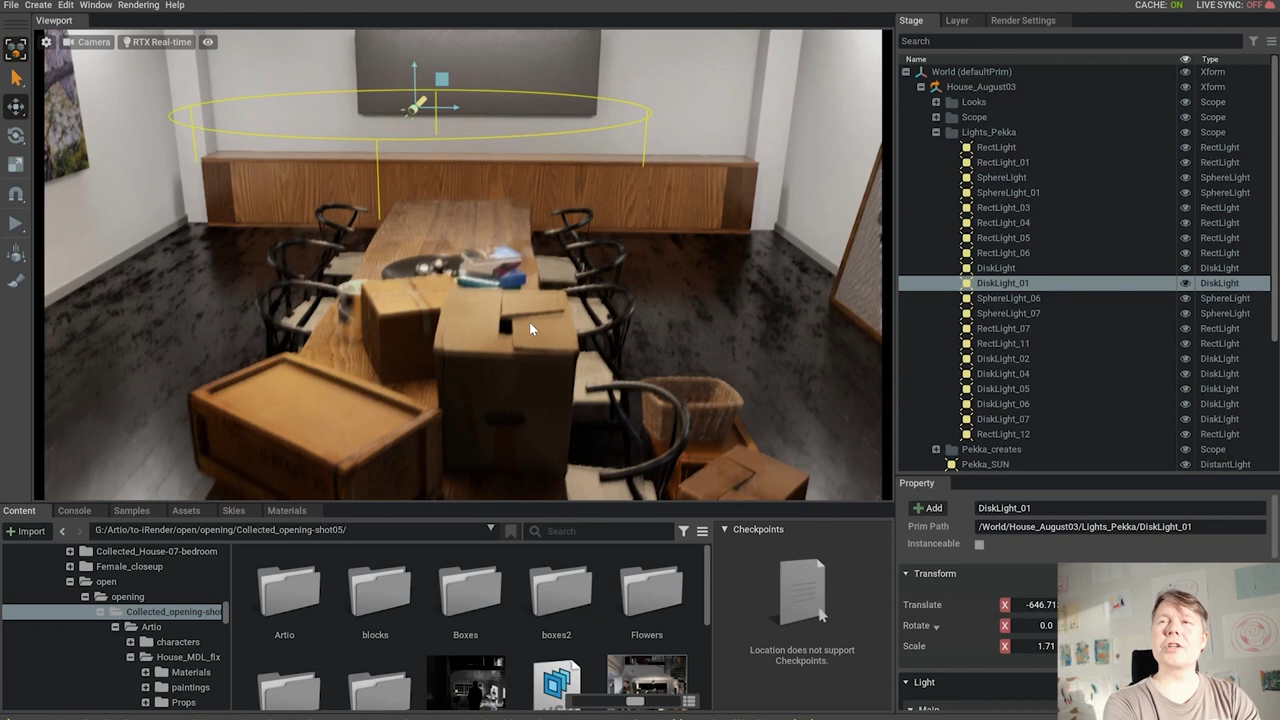 File Create Edit Window Rendering Help
CACHE: ON LIVE SYNC: OFF
Viewport
Camera RTX Real-time
Stage Layer Render Settings
Search
Name Type
World (defaultPrim) Xform
House_August03 Xform
Looks Scope
Scope Scope
Lights_Pekka Scope
RectLight RectLight
RectLight_01 RectLight
SphereLight SphereLight
SphereLight_01 SphereLight
RectLight_03 RectLight
RectLight_04 RectLight
RectLight_05 RectLight
RectLight_06 RectLight
DiskLight DiskLight
DiskLight_01 DiskLight
SphereLight_06 SphereLight
SphereLight_07 SphereLight
RectLight_07 RectLight
RectLight_11 RectLight
DiskLight_02 DiskLight
DiskLight_04 DiskLight
DiskLight_05 DiskLight
DiskLight_06 DiskLight
DiskLight_07 DiskLight
RectLight_12 RectLight
Pekka_creates Scope
Pekka_SUN DistantLight
Property
Add DiskLight_01
Prim Path /World/House_August03/Lights_Pekka/DiskLight_01
Instanceable
Transform
Translate -646.71
Rotate 0.0
Scale 1.71
Light
Main
Content Console Samples Assets Skies Materials
Import G:/Artio/to-iRender/open/opening/Collected_opening-shot05/ Search
Collected_House-07-bedroom
Female_closeup
open
opening
Collected_opening-shot
Artio
characters
House_MDL_fix
Materials
paintings
Props
Artio blocks Boxes boxes2 Flowers
Checkpoints
Location does not support
Checkpoints.